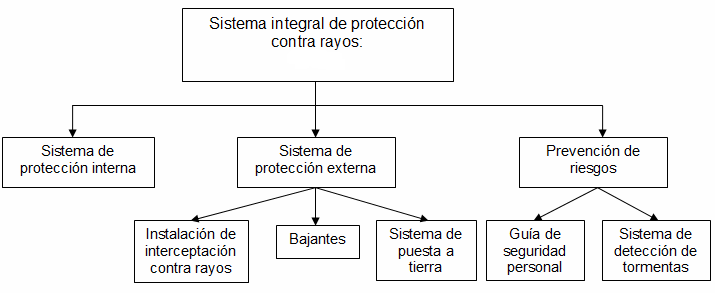 Sistema integral de protección
contra rayos:
Sistema de
protección interna
Sistema de
protección externa
Prevención de
riesgos
Instalación de
interceptación
contra rayos
Bajantes
Sistema de
puesta a
tierra
Guía de
seguridad
personal
Sistema de
detección de
tormentas